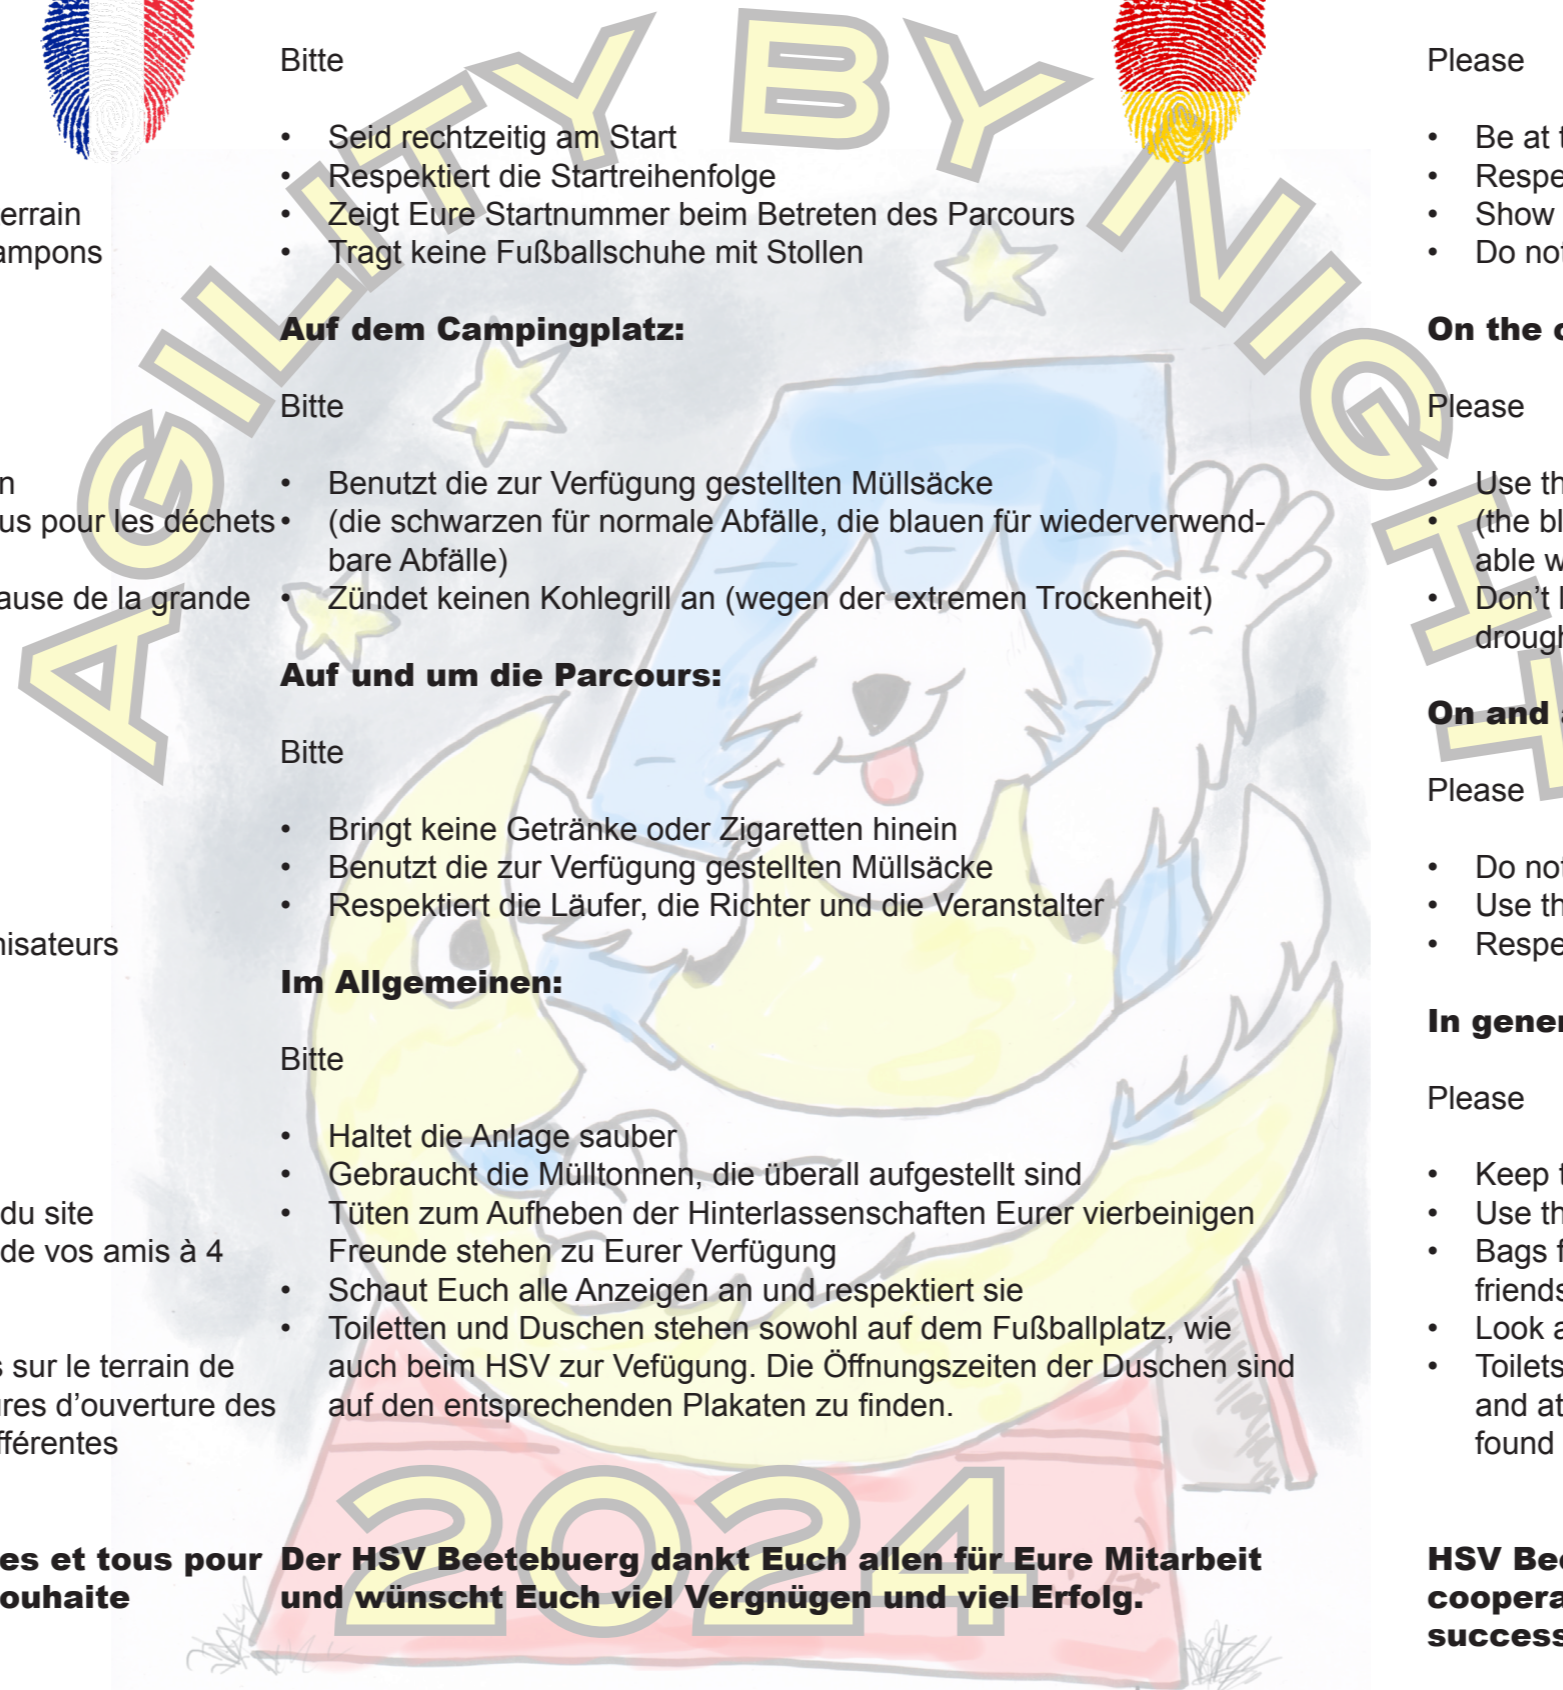 AGILITY BY NIGHT
errain
ampons
n
us pour les déchets
ause de la grande
nisateurs
du site
de vos amis à 4
s sur le terrain de
ures d'ouverture des
fférentes
es et tous pour
ouhaite
Bitte
• Seid rechtzeitig am Start
• Respektiert die Startreihenfolge
• Zeigt Eure Startnummer beim Betreten des Parcours
• Tragt keine Fußballschuhe mit Stollen
Auf dem Campingplatz:
Bitte
• Benutzt die zur Verfügung gestellten Müllsäcke
• (die schwarzen für normale Abfälle, die blauen für wiederverwend-
bare Abfälle)
• Zündet keinen Kohlegrill an (wegen der extremen Trockenheit)
Auf und um die Parcours:
Bitte
• Bringt keine Getränke oder Zigaretten hinein
• Benutzt die zur Verfügung gestellten Müllsäcke
• Respektiert die Läufer, die Richter und die Veranstalter
Im Allgemeinen:
Bitte
• Haltet die Anlage sauber
• Gebraucht die Mülltonnen, die überall aufgestellt sind
• Tüten zum Aufheben der Hinterlassenschaften Eurer vierbeinigen
Freunde stehen zu Eurer Verfügung
• Schaut Euch alle Anzeigen an und respektiert sie
• Toiletten und Duschen stehen sowohl auf dem Fußballplatz, wie
auch beim HSV zur Vefügung. Die Öffnungszeiten der Duschen sind
auf den entsprechenden Plakaten zu finden.
Der HSV Beetebuerg dankt Euch allen für Eure Mitarbeit
und wünscht Euch viel Vergnügen und viel Erfolg.
2024
Please
• Be at t
• Respe
• Show
• Do not
On the c
Please
• Use th
• (the bl
able w
• Don't l
drough
On and a
Please
• Do not
• Use th
• Respe
In gener
Please
• Keep t
• Use th
• Bags f
friends
• Look a
• Toilets
and at
found
HSV Bee
coopera
success